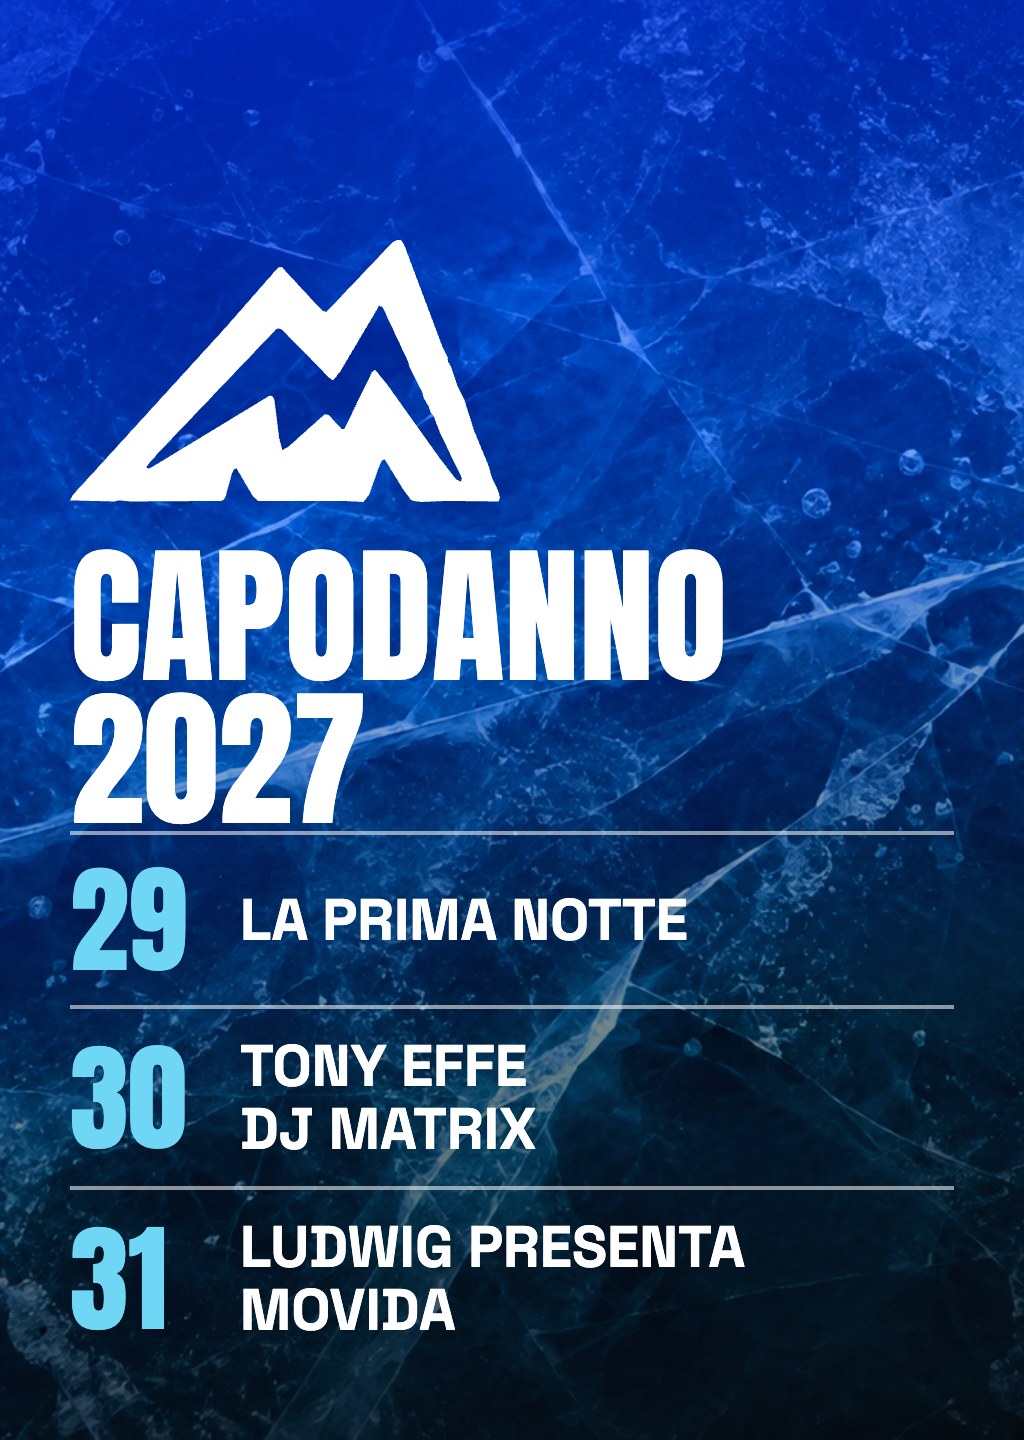 CAPODANNO
2027
29
LA PRIMA NOTTE
30
TONY EFFE
DJ MATRIX
31
LUDWIG PRESENTA
MOVIDA